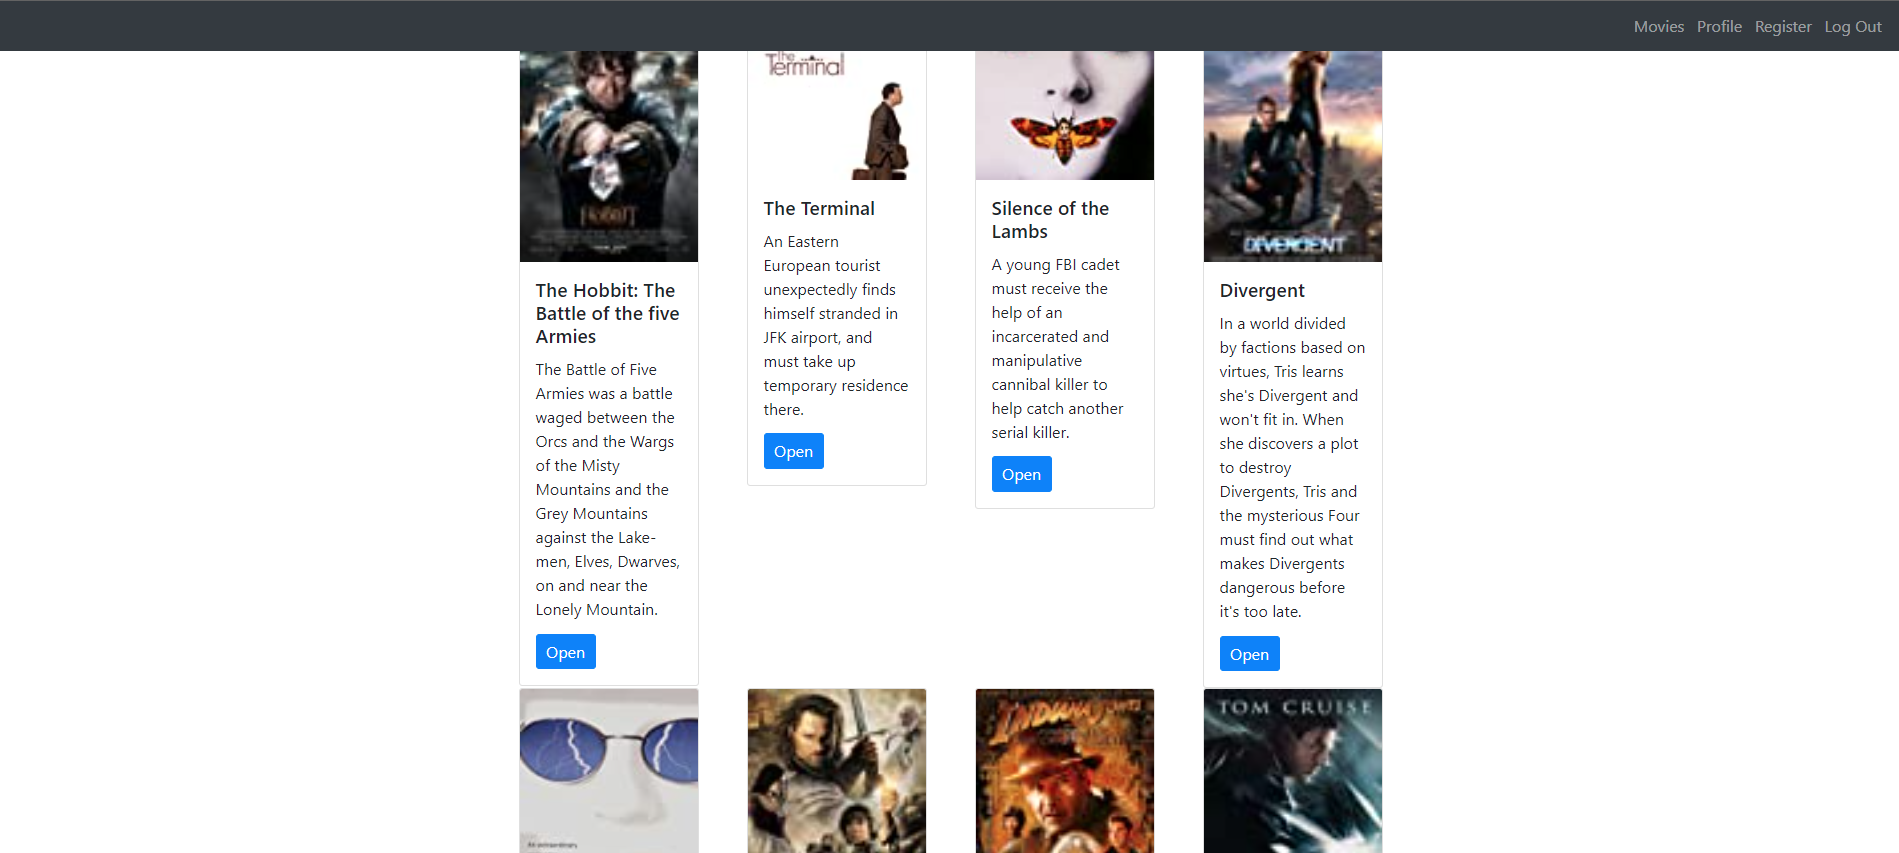 Movies Profile Register Log Out
the
Terminal
HOBBIT
DIVERGENT
The Hobbit: The
Battle of the five
Armies
The Battle of Five
Armies was a battle
waged between the
Orcs and the Wargs
of the Misty
Mountains and the
Grey Mountains
against the Lake-
men, Elves, Dwarves,
on and near the
Lonely Mountain.
Open
The Terminal
An Eastern
European tourist
unexpectedly finds
himself stranded in
JFK airport, and
must take up
temporary residence
there.
Open
Silence of the
Lambs
A young FBI cadet
must receive the
help of an
incarcerated and
manipulative
cannibal killer to
help catch another
serial killer.
Open
Divergent
In a world divided
by factions based on
virtues, Tris learns
she's Divergent and
won't fit in. When
she discovers a plot
to destroy
Divergents, Tris and
the mysterious Four
must find out what
makes Divergents
dangerous before
it's too late.
Open
An extraordinary
INDIANA JONES
TOM CRUISE